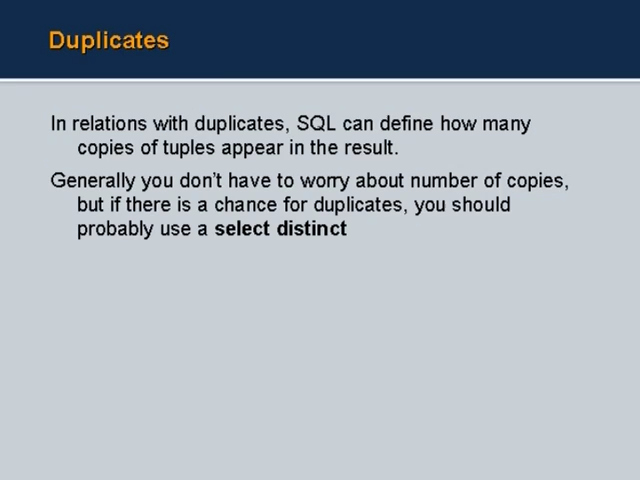 Duplicates
In relations with duplicates, SQL can define how many
copies of tuples appear in the result.
Generally you don't have to worry about number of copies,
but if there is a chance for duplicates, you should
probably use a select distinct